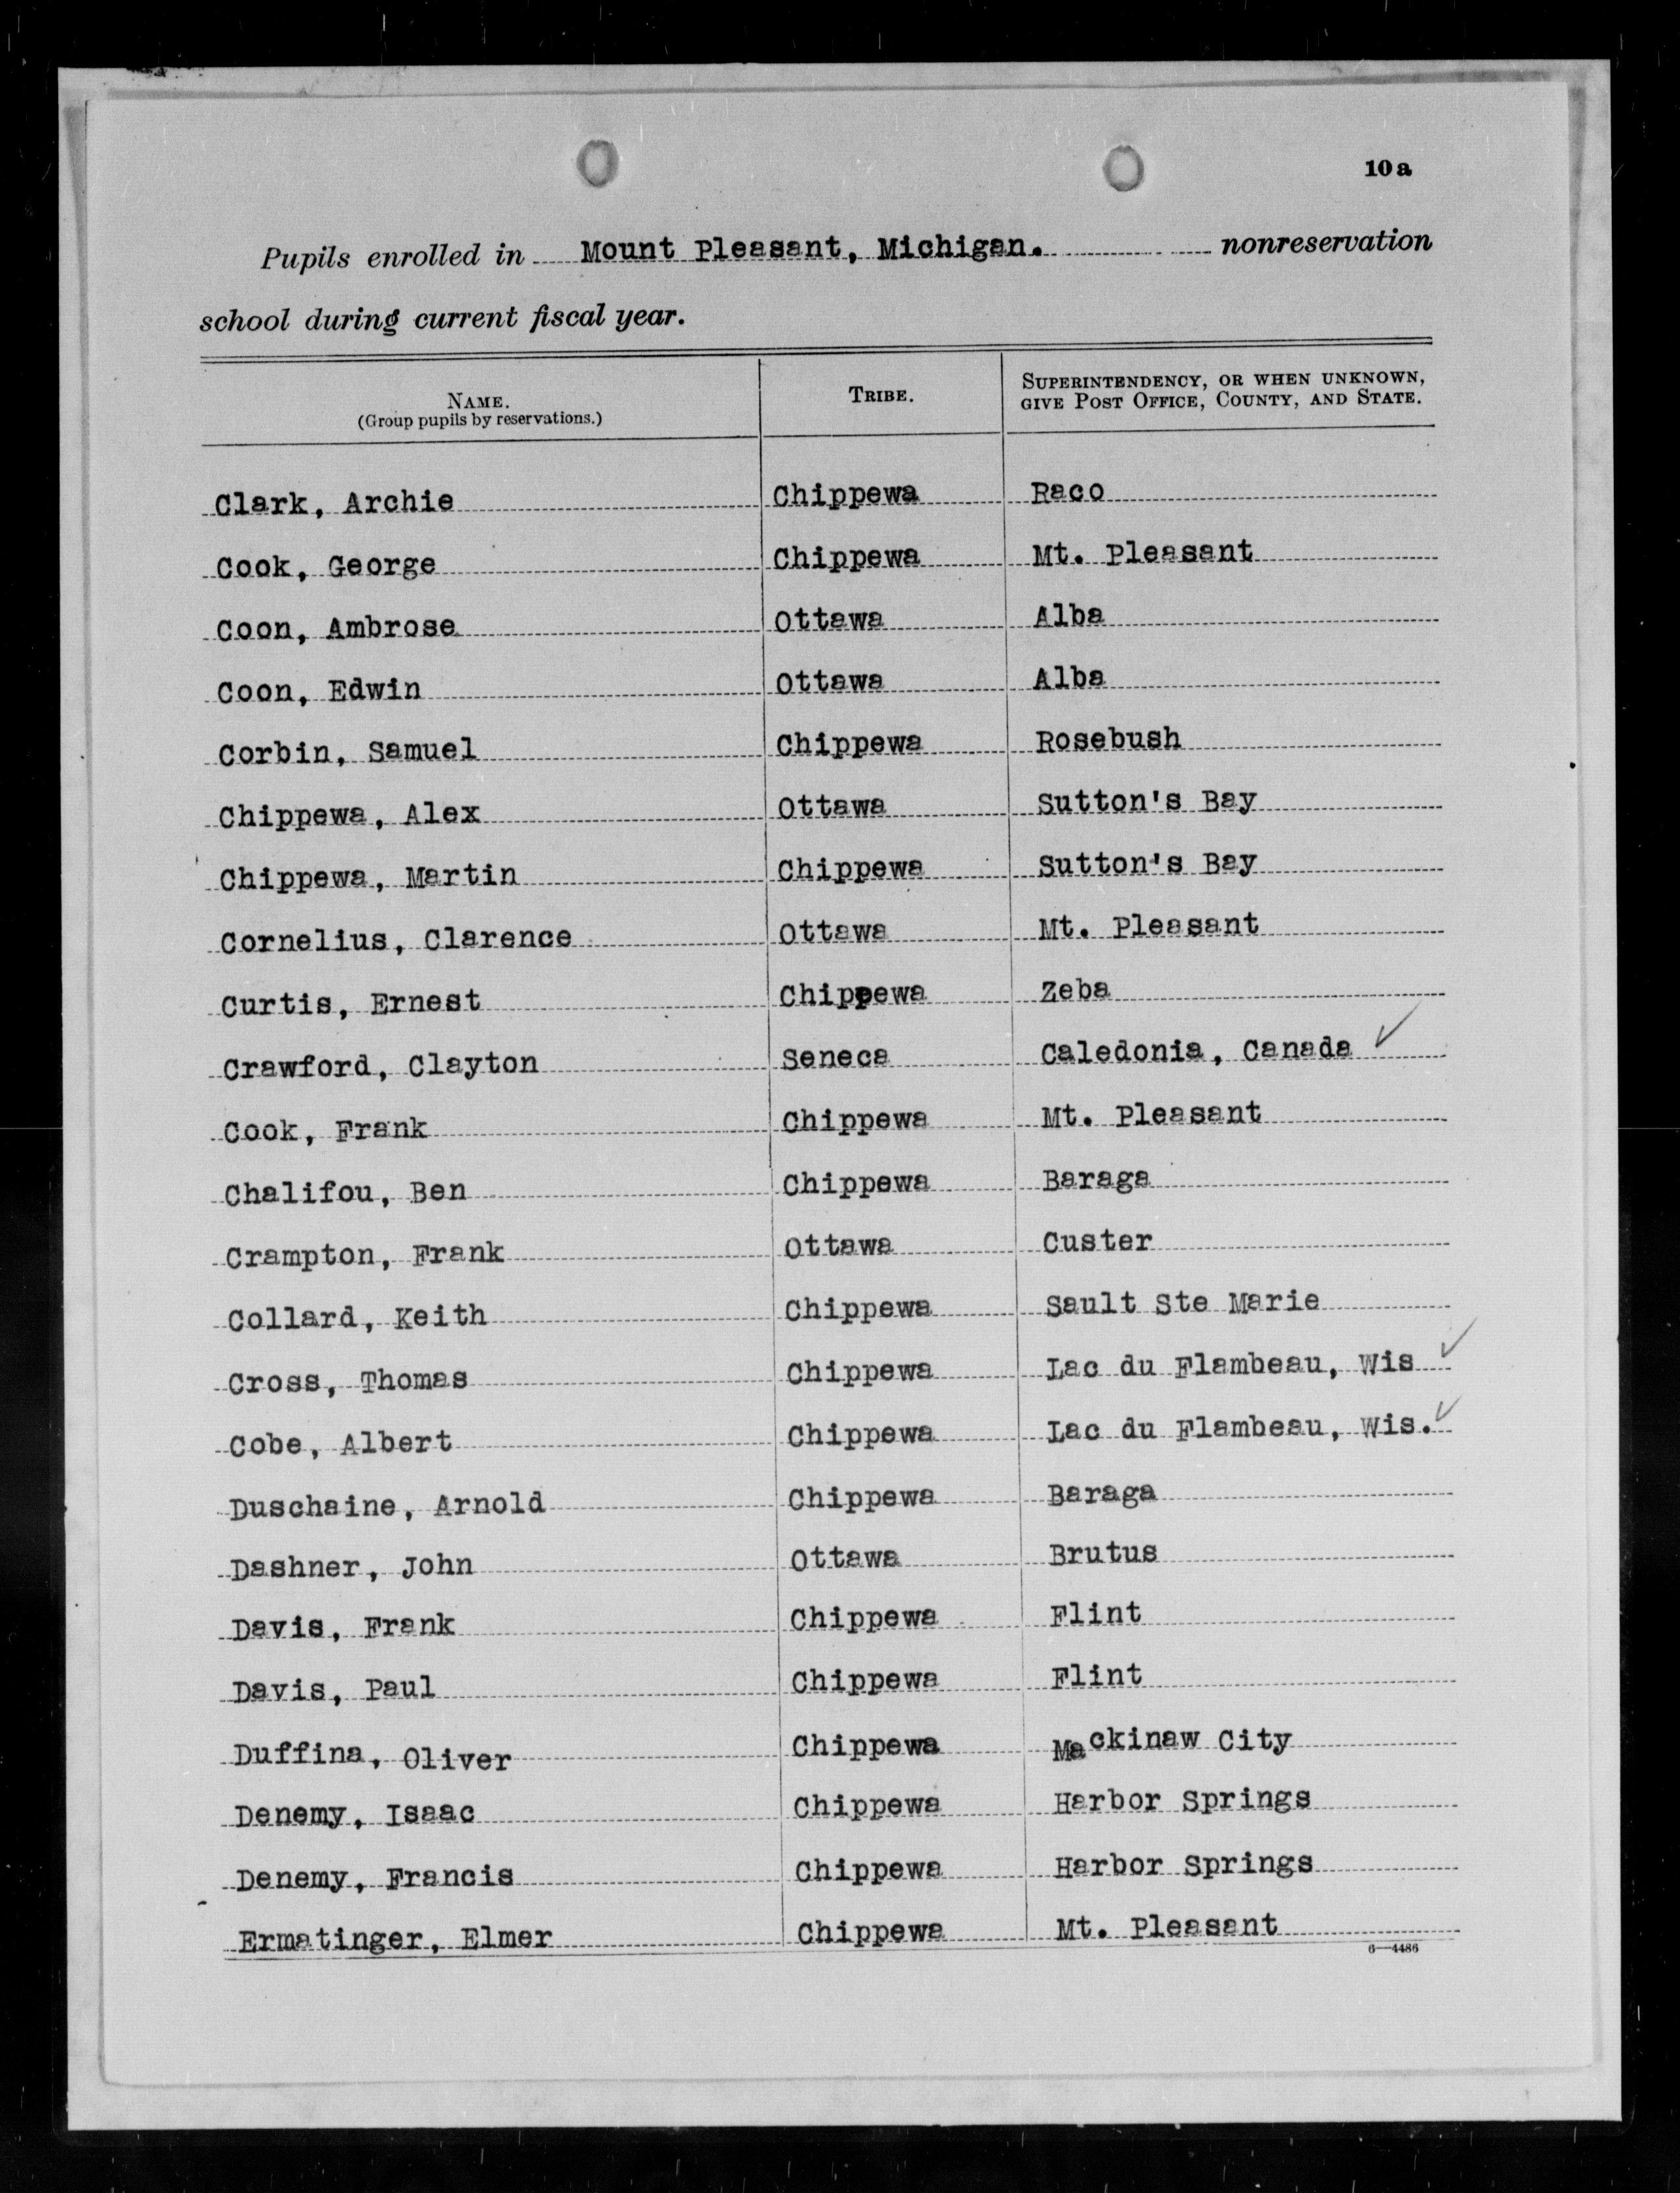 10 a
Pupils enrolled in Mount Pleasant, Michigan. nonreservation
school during current fiscal year.
NAME. TRIBE. SUPERINTENDENCY, OR WHEN UNKNOWN,
(Group pupils by reservations.) GIVE POST OFFICE, COUNTY, AND STATE.
Clark, Archie Chippewa Raco
Cook, George Chippewa Mt. Pleasant
Coon, Ambrose Ottawa Alba
Coon, Edwin Ottawa Alba
Corbin, Samuel Chippewa Rosebush
Chippewa, Alex Ottawa Sutton's Bay
Chippewa, Martin Chippewa Sutton's Bay
Cornelius, Clarence Ottawa Mt. Pleasant
Curtis, Ernest Chippewa Zeba
Crawford, Clayton Seneca Caledonia, Canada ✓
Cook, Frank Chippewa Mt. Pleasant
Chalifou, Ben Chippewa Baraga
Crampton, Frank Ottawa Custer
Collard, Keith Chippewa Sault Ste Marie
Cross, Thomas Chippewa Lac du Flambeau, Wis ✓
Cobe, Albert Chippewa Lac du Flambeau, Wis. ✓
Duschaine, Arnold Chippewa Baraga
Dashner, John Ottawa Brutus
Davis, Frank Chippewa Flint
Davis, Paul Chippewa Flint
Duffina, Oliver Chippewa Mackinaw City
Denemy, Isaac Chippewa Harbor Springs
Denemy, Francis Chippewa Harbor Springs
Ermatinger, Elmer Chippewa Mt. Pleasant
6—4486